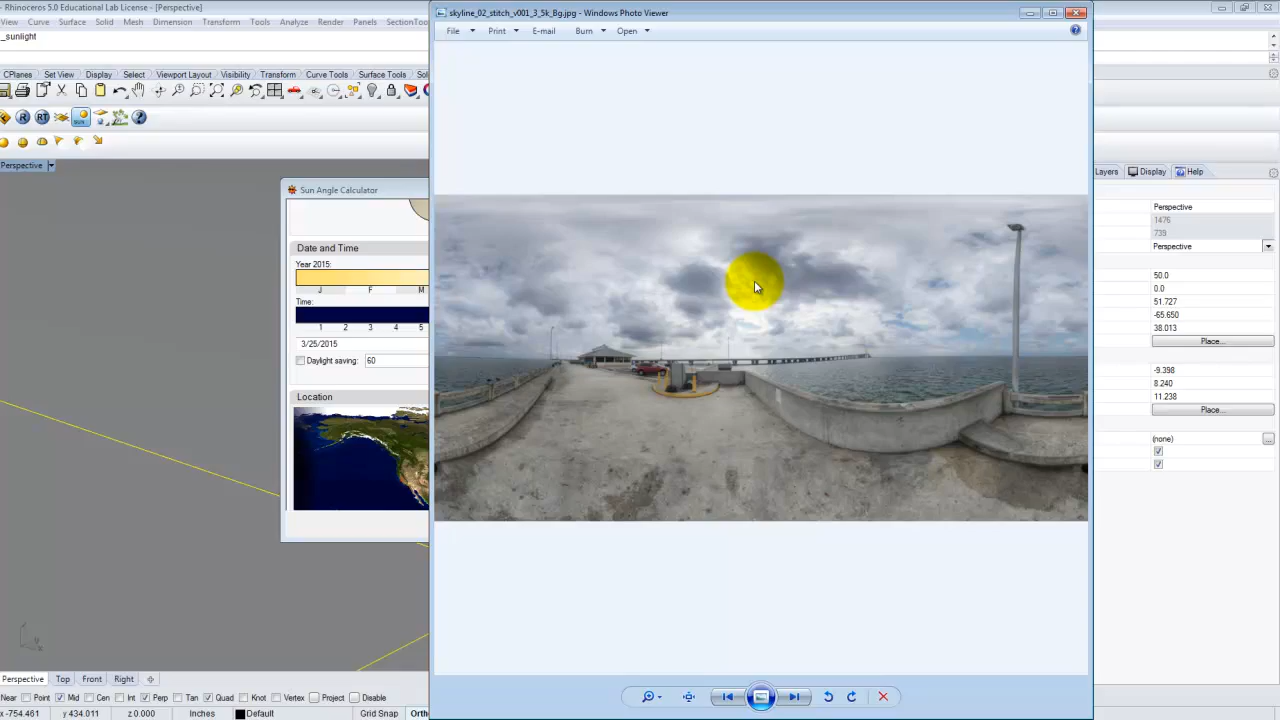 Rhinoceros 5.0 Educational Lab License - [Perspective]
View Curve Surface Solid Mesh Dimension Transform Tools Analyze Render Panels SectionToo
_sunlight
CPlanes Set View Display Select Viewport Layout Visibility Transform Curve Tools Surface Tools Sol
SUN
Perspective
Sun Angle Calculator
Date and Time
Year 2015:
J F M
Time:
1 2 3 4 5
3/25/2015
Daylight saving: 60
Location
skyline_02_stitch_v001_3_5k_Bg.jpg - Windows Photo Viewer
File Print E-mail Burn Open
Layers Display Help
Perspective
1476
739
Perspective
50.0
0.0
51.727
-65.650
38.013
Place...
-9.398
8.240
11.238
Place...
(none)
Perspective Top Front Right
Near Point Mid Cen Int Perp Tan Quad Knot Vertex Project Disable
x -754.461 y 434.011 z 0.000 Inches Default Grid Snap Ortho